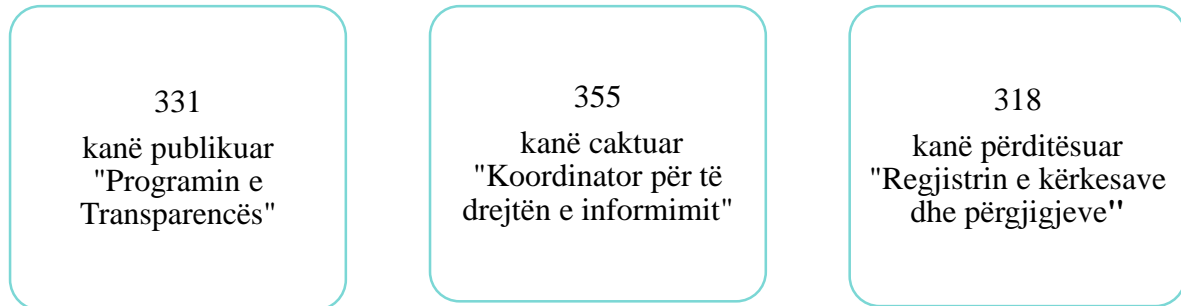 331
kanë publikuar
"Programin e
Transparencës"
355
kanë caktuar
"Koordinator për të
drejtën e informimit"
318
kanë përditësuar
"Regjistrin e kërkesave
dhe përgjigjeve"